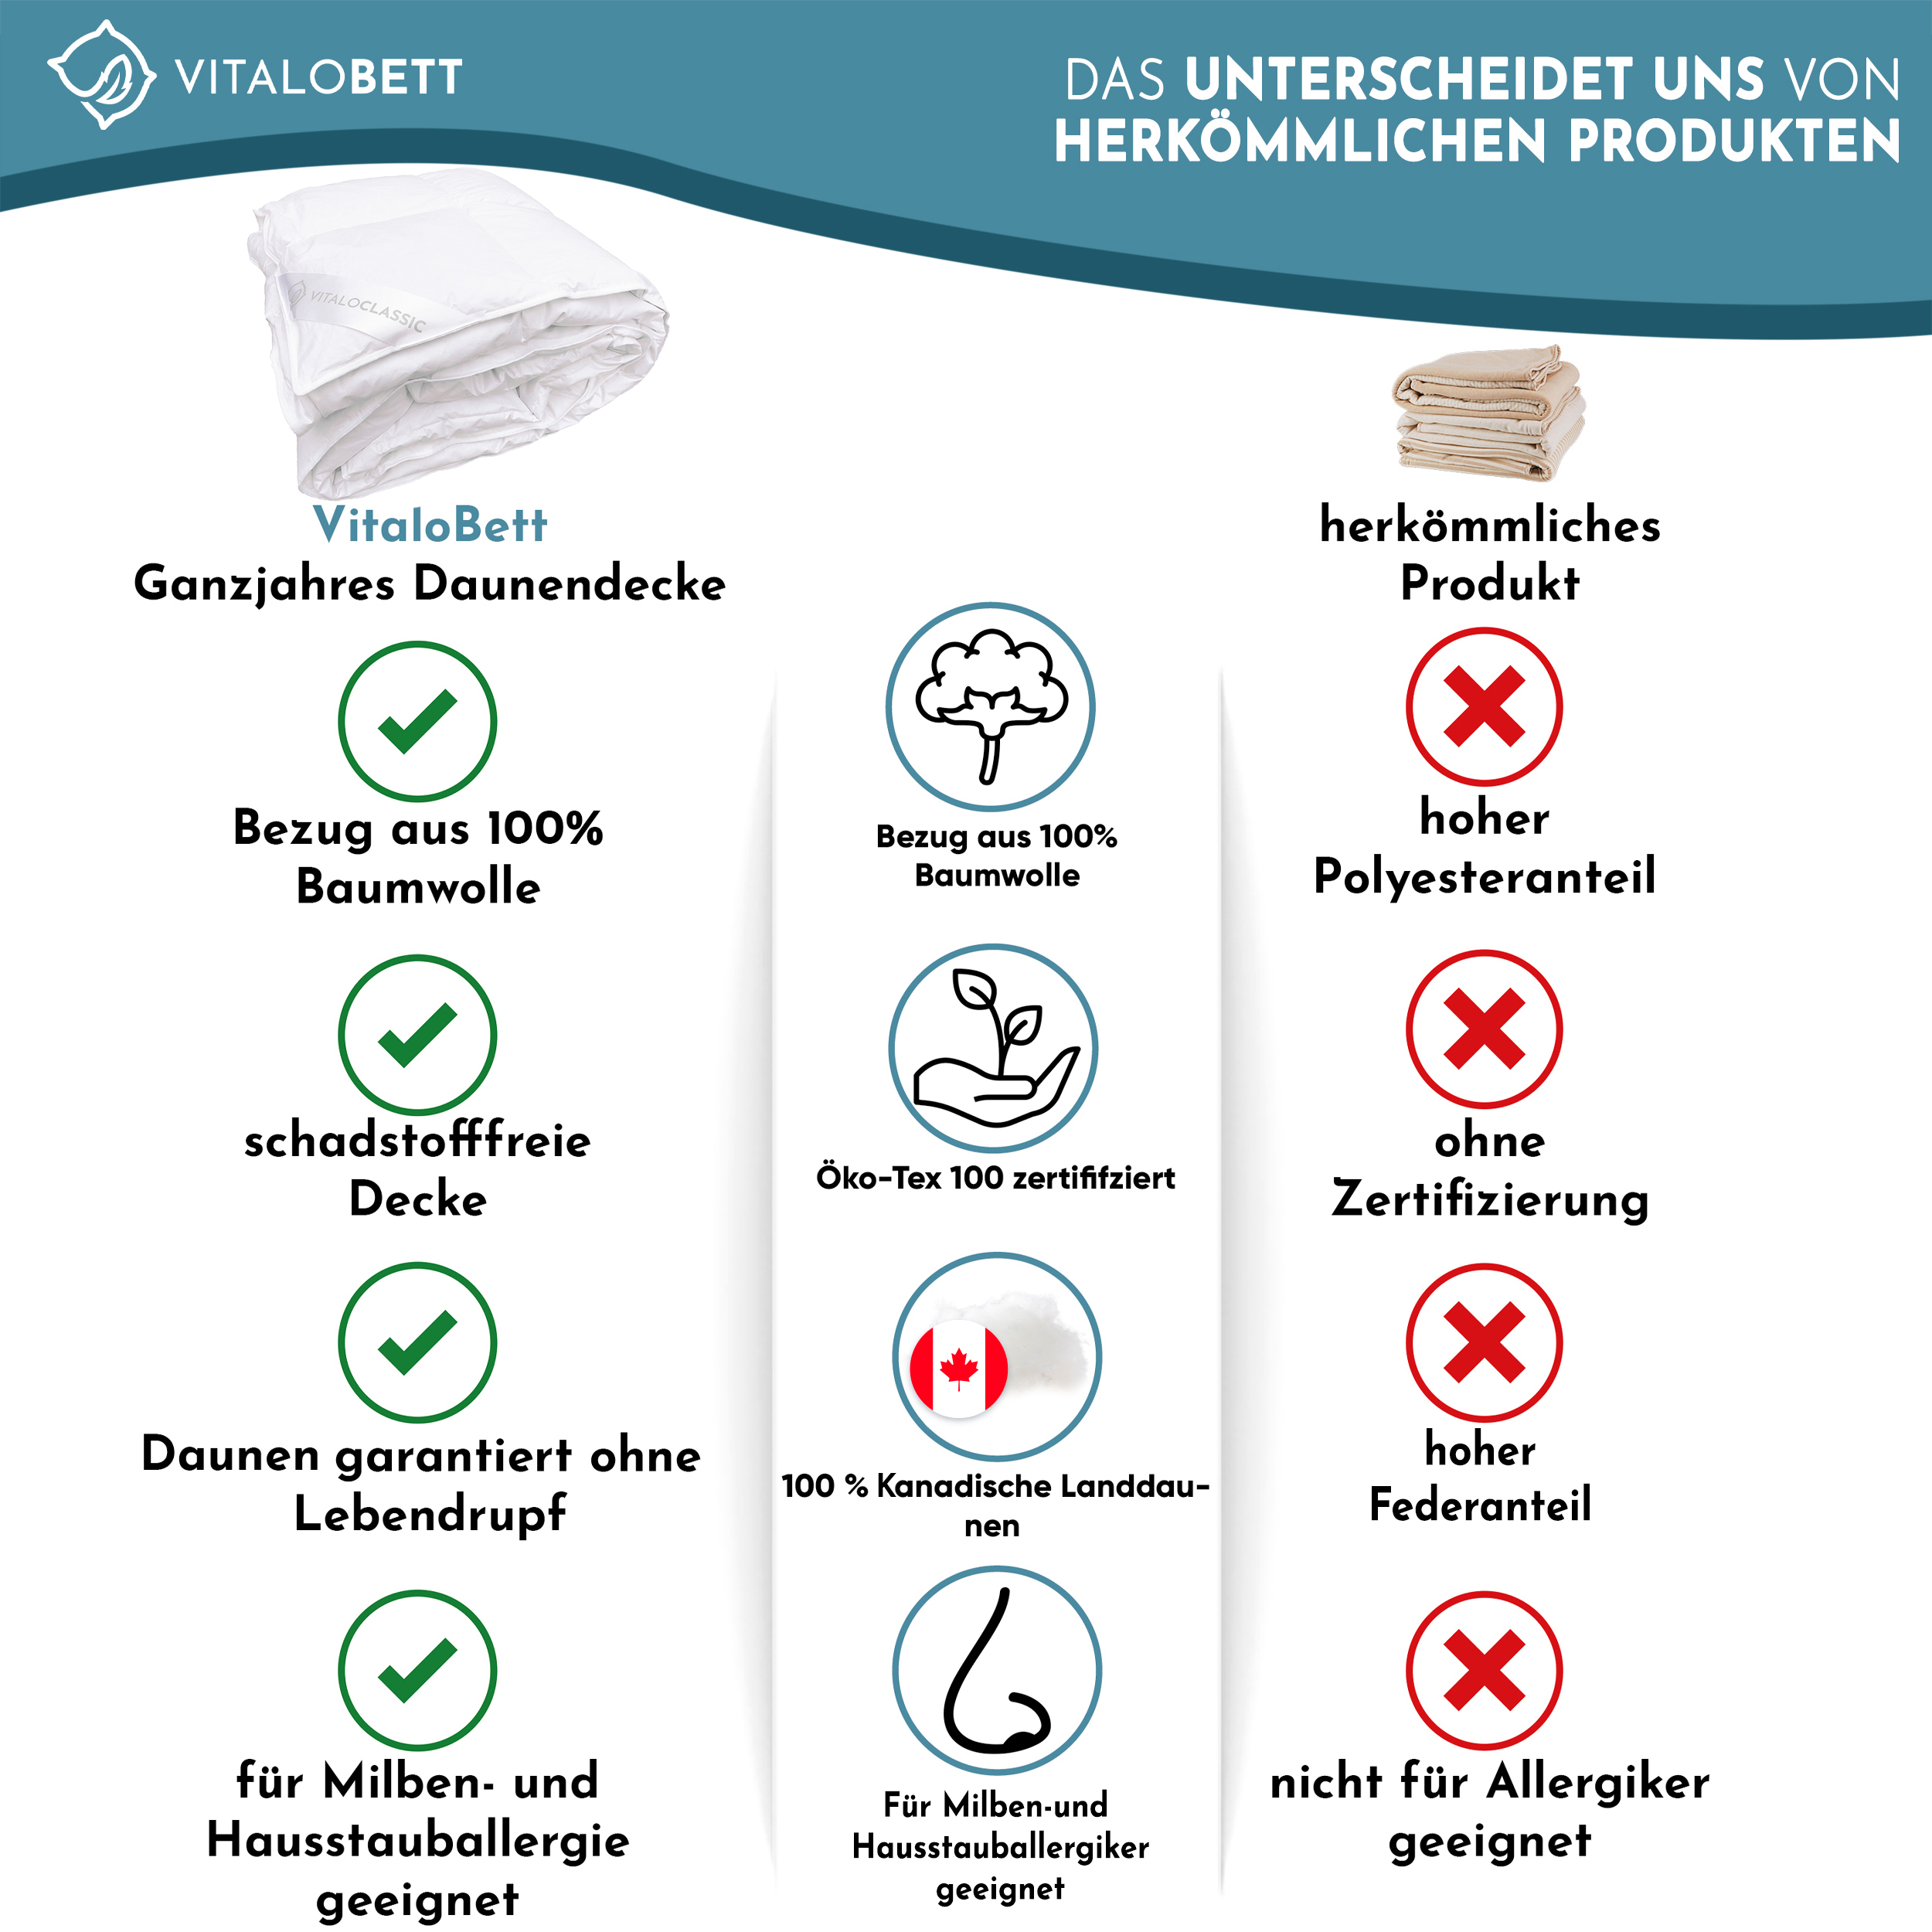 VITALOBETT
DAS UNTERSCHEIDET UNS VON
HERKÖMMLICHEN PRODUKTEN
VITALOCLASSIC
VitaloBett
Ganzjahres Daunendecke
herkömmliches
Produkt
Bezug aus 100%
Baumwolle
Bezug aus 100%
Baumwolle
hoher
Polyesteranteil
schadstofffreie
Decke
Öko-Tex 100 zertififziert
ohne
Zertifizierung
Daunen garantiert ohne
Lebendrupf
100 % Kanadische Landdau-
nen
hoher
Federanteil
für Milben- und
Hausstauballergie
geeignet
Für Milben-und
Hausstauballergiker
geeignet
nicht für Allergiker
geeignet